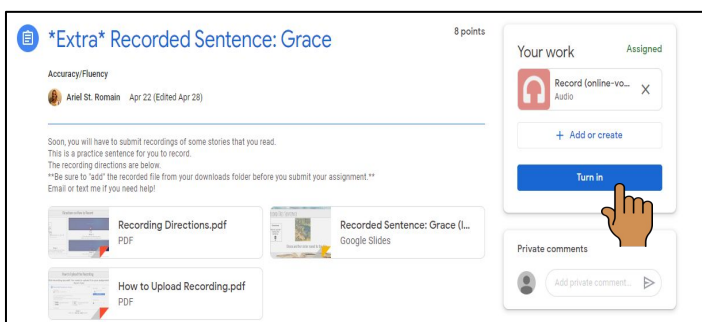 *Extra* Recorded Sentence: Grace
8 points
Accuracy/Fluency
Ariel St. Romain Apr 22 (Edited Apr 28)
Soon, you will have to submit recordings of some stories that you read.
This is a practice sentence for you to record.
The recording directions are below.
**Be sure to "add" the recorded file from your downloads folder before you submit your assignment.**
Email or text me if you need help!
Recording Directions.pdf
PDF
Recorded Sentence: Grace (I...
Google Slides
How to Upload Recording.pdf
PDF
Your work
Assigned
Record (online-vo...
Audio
+ Add or create
Turn in
Private comments
Add private comment...